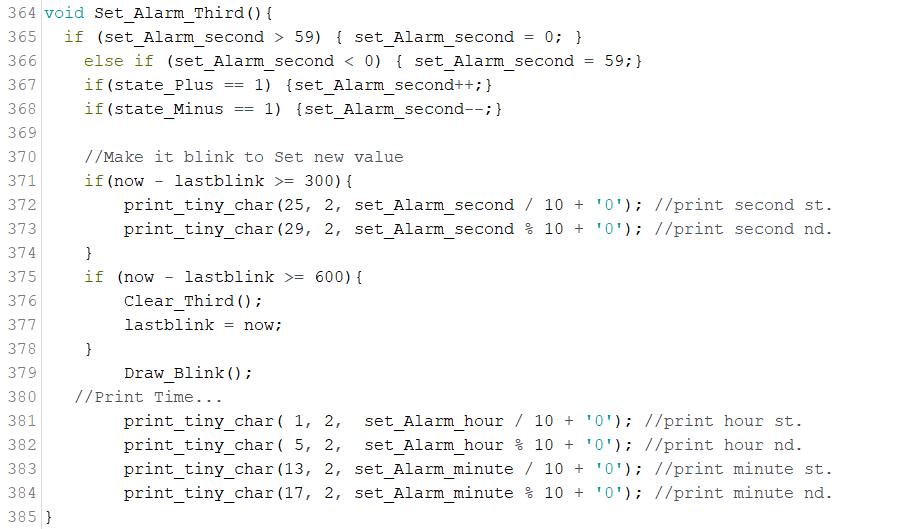 364 void Set_Alarm_Third(){
365   if (set_Alarm_second > 59) { set_Alarm_second = 0; }
366     else if (set_Alarm_second < 0) { set_Alarm_second = 59;}
367     if(state_Plus == 1) {set_Alarm_second++;}
368     if(state_Minus == 1) {set_Alarm_second--;}
369
370     //Make it blink to Set new value
371     if(now - lastblink >= 300){
372         print_tiny_char(25, 2, set_Alarm_second / 10 + '0'); //print second st.
373         print_tiny_char(29, 2, set_Alarm_second % 10 + '0'); //print second nd.
374     }
375     if (now - lastblink >= 600){
376         Clear_Third();
377         lastblink = now;
378     }
379         Draw_Blink();
380    //Print Time...
381         print_tiny_char( 1, 2,  set_Alarm_hour / 10 + '0'); //print hour st.
382         print_tiny_char( 5, 2,  set_Alarm_hour % 10 + '0'); //print hour nd.
383         print_tiny_char(13, 2, set_Alarm_minute / 10 + '0'); //print minute st.
384         print_tiny_char(17, 2, set_Alarm_minute % 10 + '0'); //print minute nd.
385 }